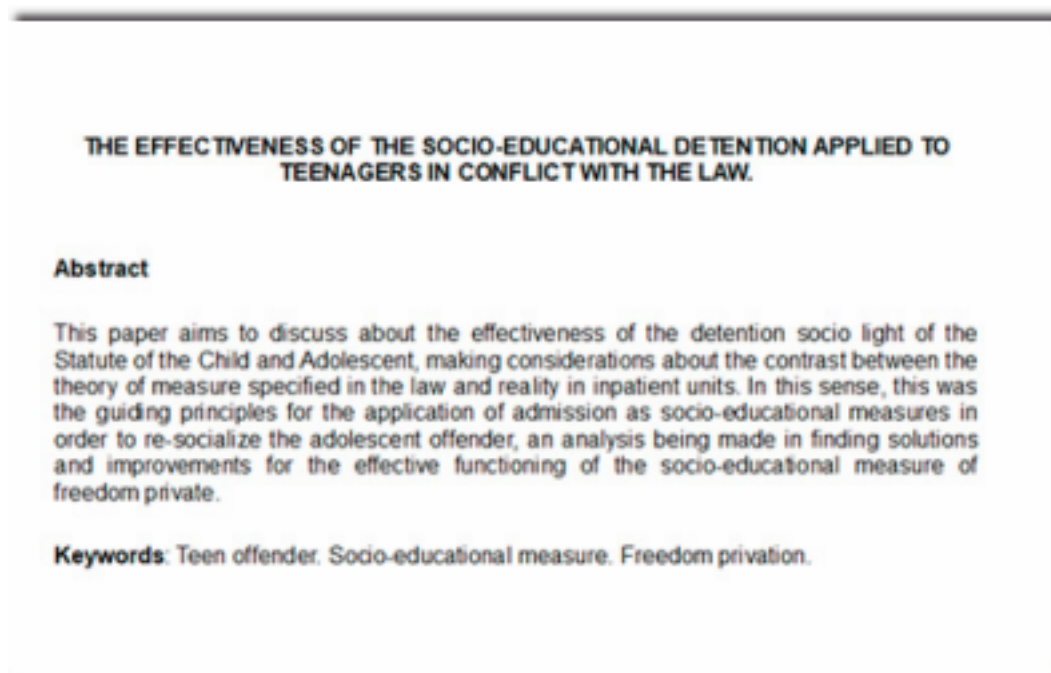 THE EFFECTIVENESS OF THE SOCIO-EDUCATIONAL DETENTION APPLIED TO
TEENAGERS IN CONFLICT WITH THE LAW.
Abstract
This paper aims to discuss about the effectiveness of the detention socio light of the
Statute of the Child and Adolescent, making considerations about the contrast between the
theory of measure specified in the law and reality in inpatient units. In this sense, this was
the guiding principles for the application of admission as socio-educational measures in
order to re-socialize the adolescent offender, an analysis being made in finding solutions
and improvements for the effective functioning of the socio-educational measure of
freedom private.
Keywords: Teen offender. Socio-educational measure. Freedom privation.